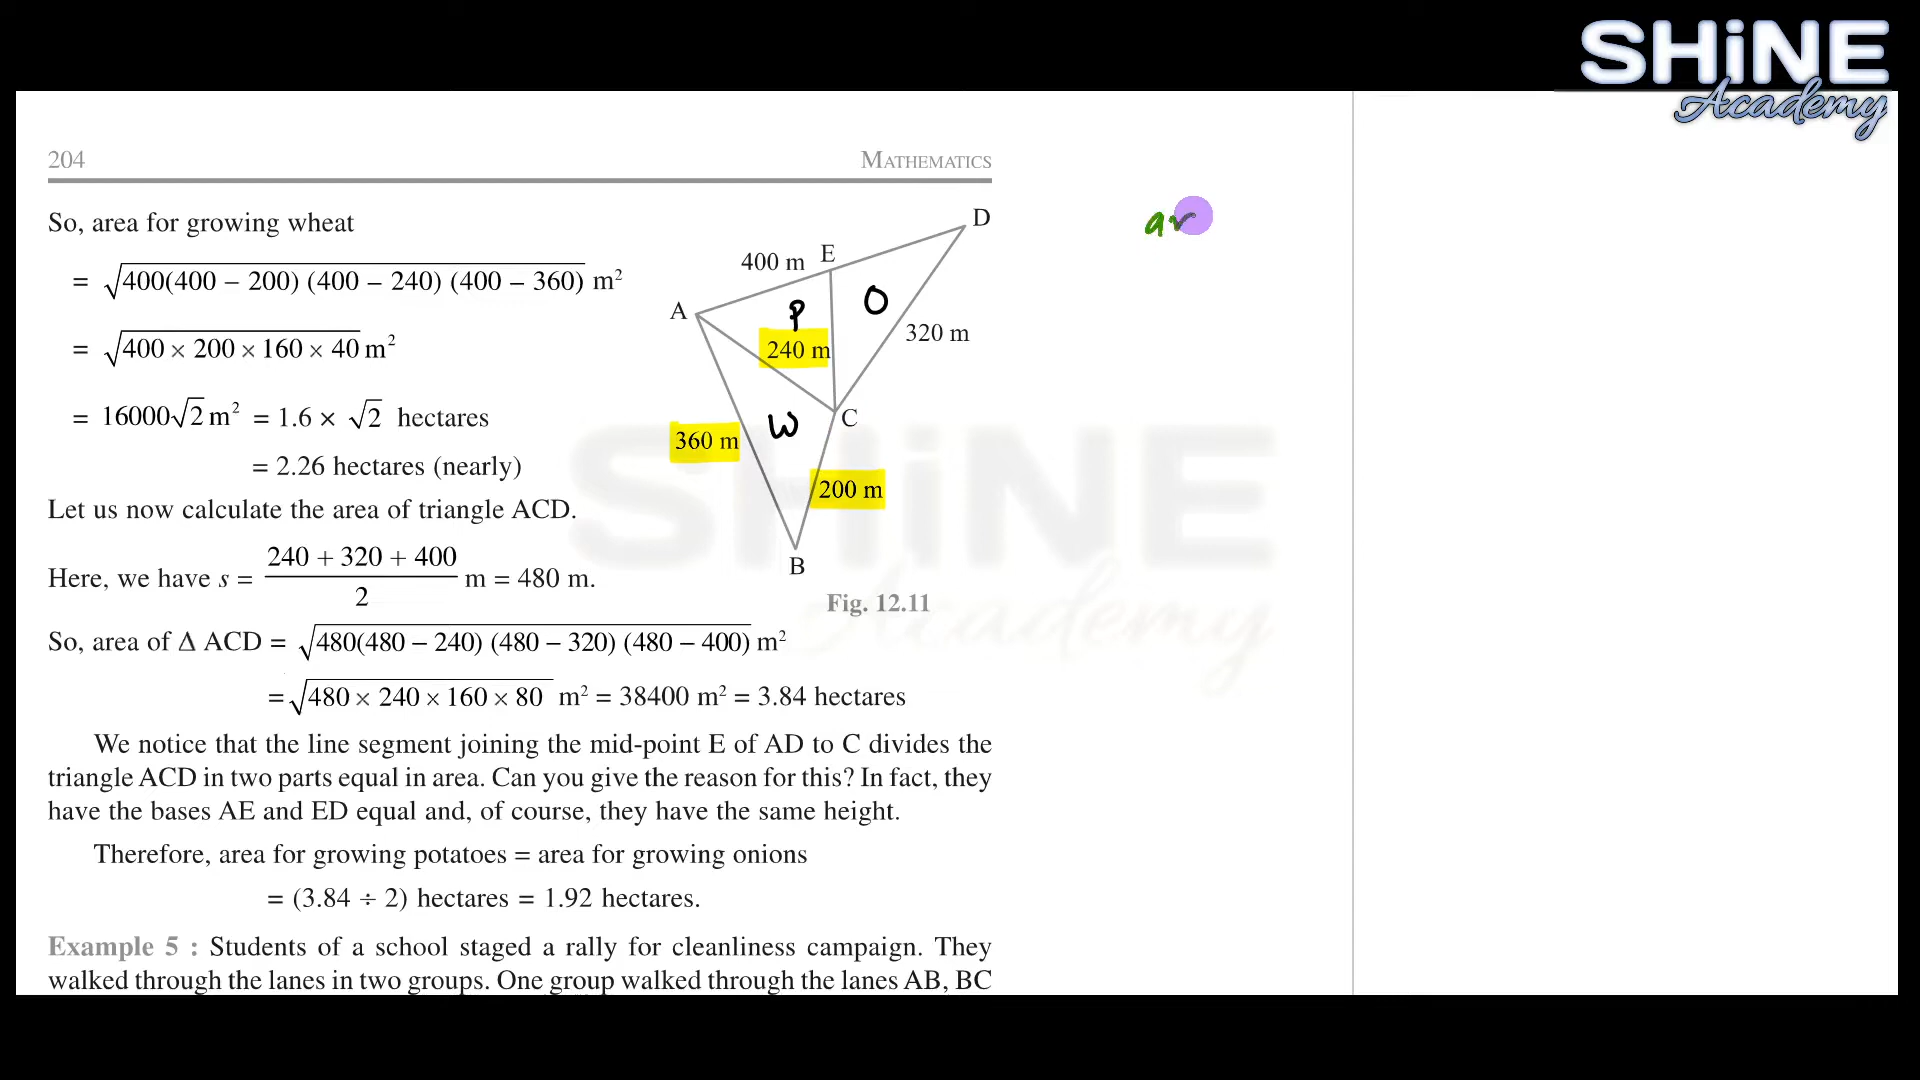 SHiNE
Academy
204
MATHEMATICS
So, area for growing wheat
= √400(400 – 200) (400 – 240) (400 – 360) m²
= √400 × 200 × 160 × 40 m²
= 16000√2 m² = 1.6 × √2 hectares
= 2.26 hectares (nearly)
Let us now calculate the area of triangle ACD.
Here, we have s = (240 + 320 + 400)/2 m = 480 m.
D
E
400 m
A
P
O
240 m
320 m
C
W
360 m
200 m
B
Fig. 12.11
ar
So, area of Δ ACD = √480(480 – 240) (480 – 320) (480 – 400) m²
= √480 × 240 × 160 × 80 m² = 38400 m² = 3.84 hectares
We notice that the line segment joining the mid-point E of AD to C divides the
triangle ACD in two parts equal in area. Can you give the reason for this? In fact, they
have the bases AE and ED equal and, of course, they have the same height.
Therefore, area for growing potatoes = area for growing onions
= (3.84 ÷ 2) hectares = 1.92 hectares.
Example 5 : Students of a school staged a rally for cleanliness campaign. They
walked through the lanes in two groups. One group walked through the lanes AB, BC
SHiNE
Academy